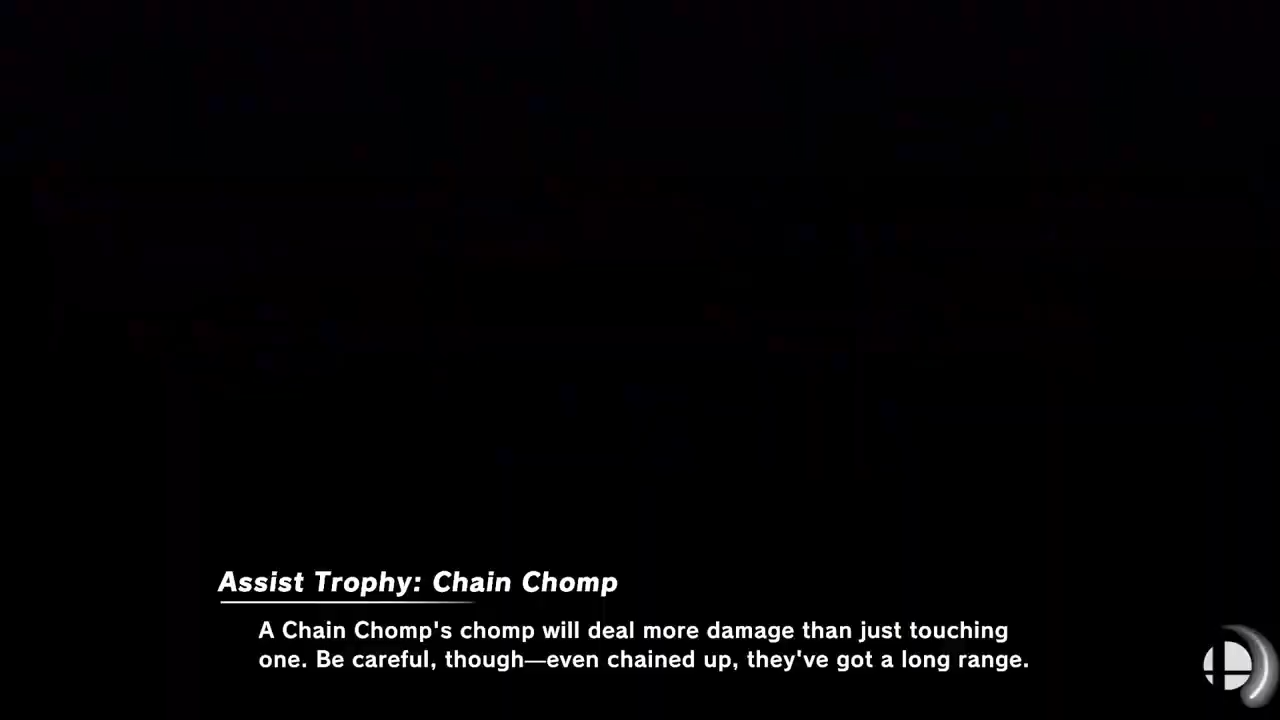 Assist Trophy: Chain Chomp
A Chain Chomp's chomp will deal more damage than just touching
one. Be careful, though—even chained up, they've got a long range.